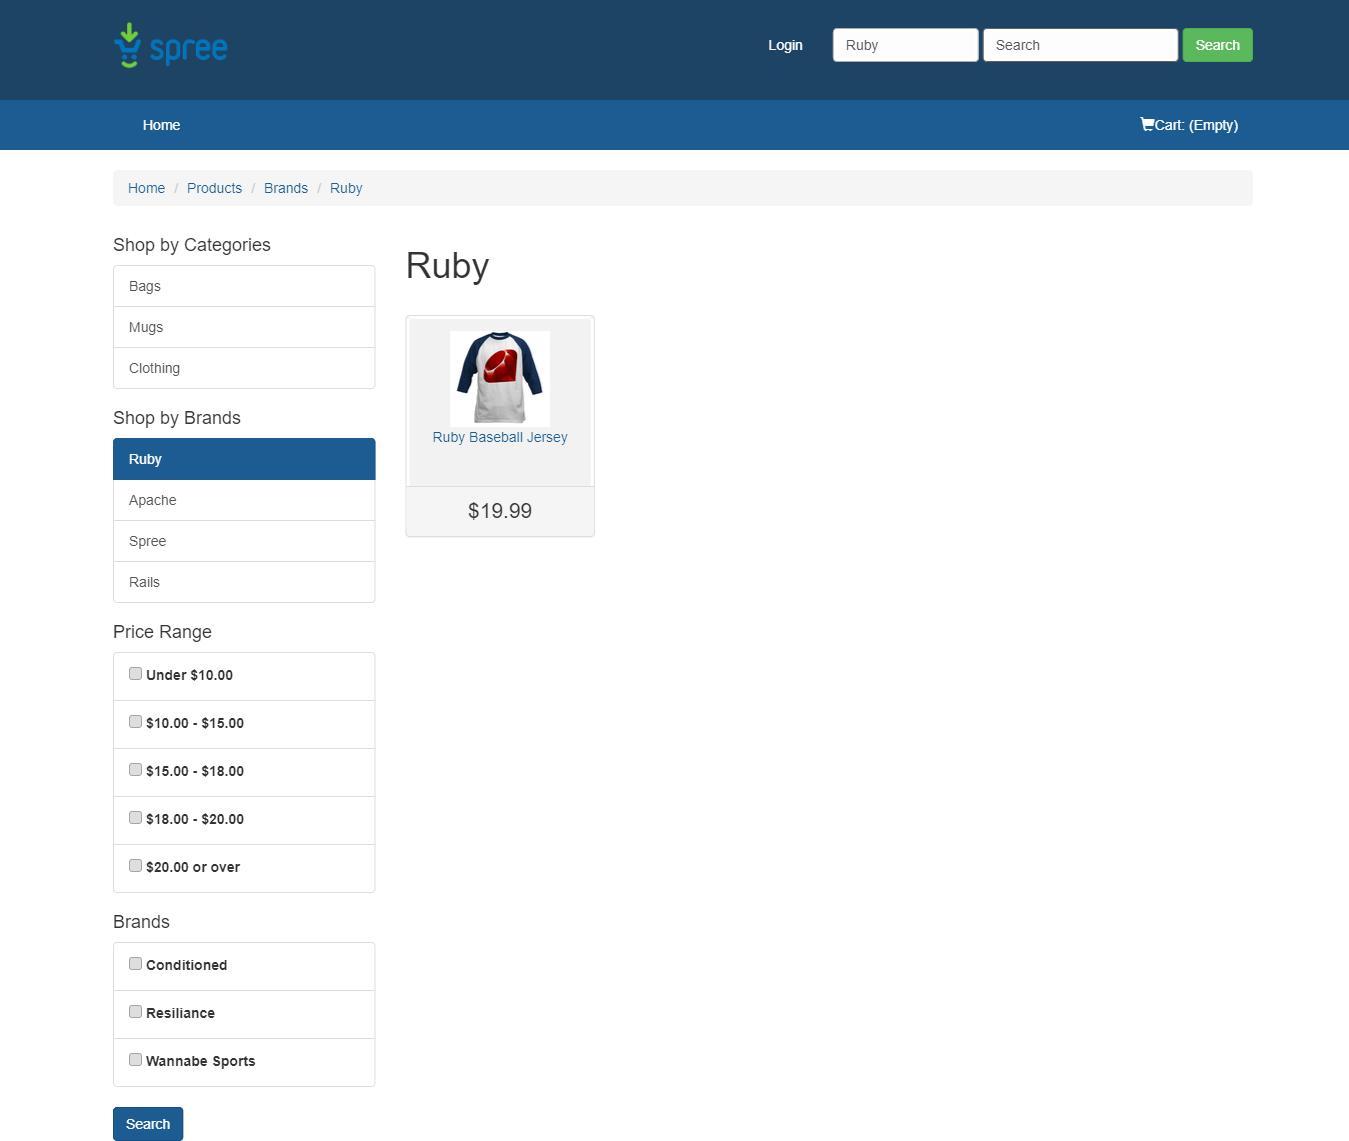 spree
Login
Ruby
Search
Search
Home
Cart: (Empty)
Home / Products / Brands / Ruby
Shop by Categories
Bags
Mugs
Clothing
Shop by Brands
Ruby
Apache
Spree
Rails
Price Range
Under $10.00
$10.00 - $15.00
$15.00 - $18.00
$18.00 - $20.00
$20.00 or over
Brands
Conditioned
Resiliance
Wannabe Sports
Search
Ruby
Ruby Baseball Jersey
$19.99